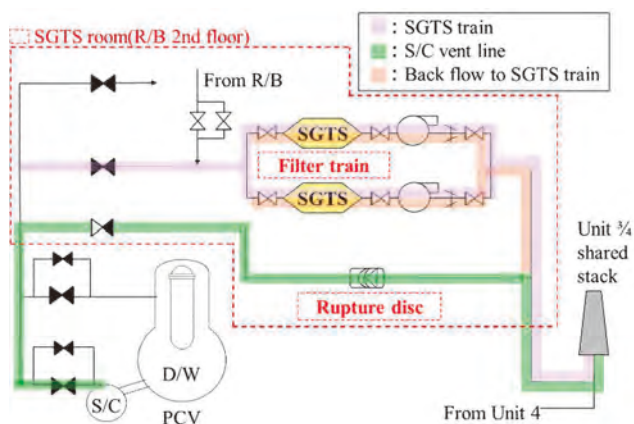 SGTS room(R/B 2nd floor)
: SGTS train
: S/C vent line
: Back flow to SGTS train
From R/B
SGTS
Filter train
SGTS
Unit ¾
shared
stack
Rupture disc
D/W
S/C
PCV
From Unit 4